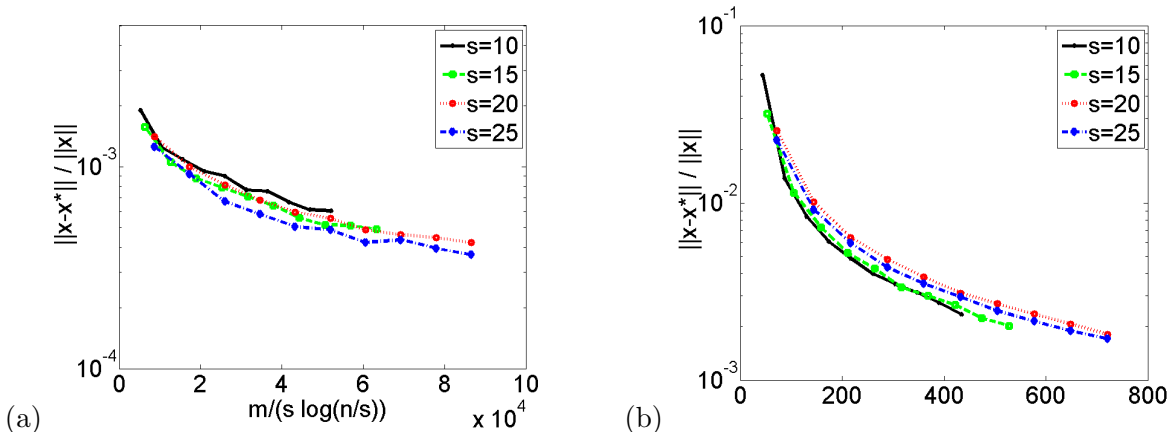 s=10
s=15
s=20
s=25
||x-x*|| / ||x||
10^-3
10^-4
0
2
4
6
8
10
x 10^4
m/(s log(n/s))
(a)
10^-1
s=10
s=15
s=20
s=25
||x-x*|| / ||x||
10^-2
10^-3
0
200
400
600
800
(b)